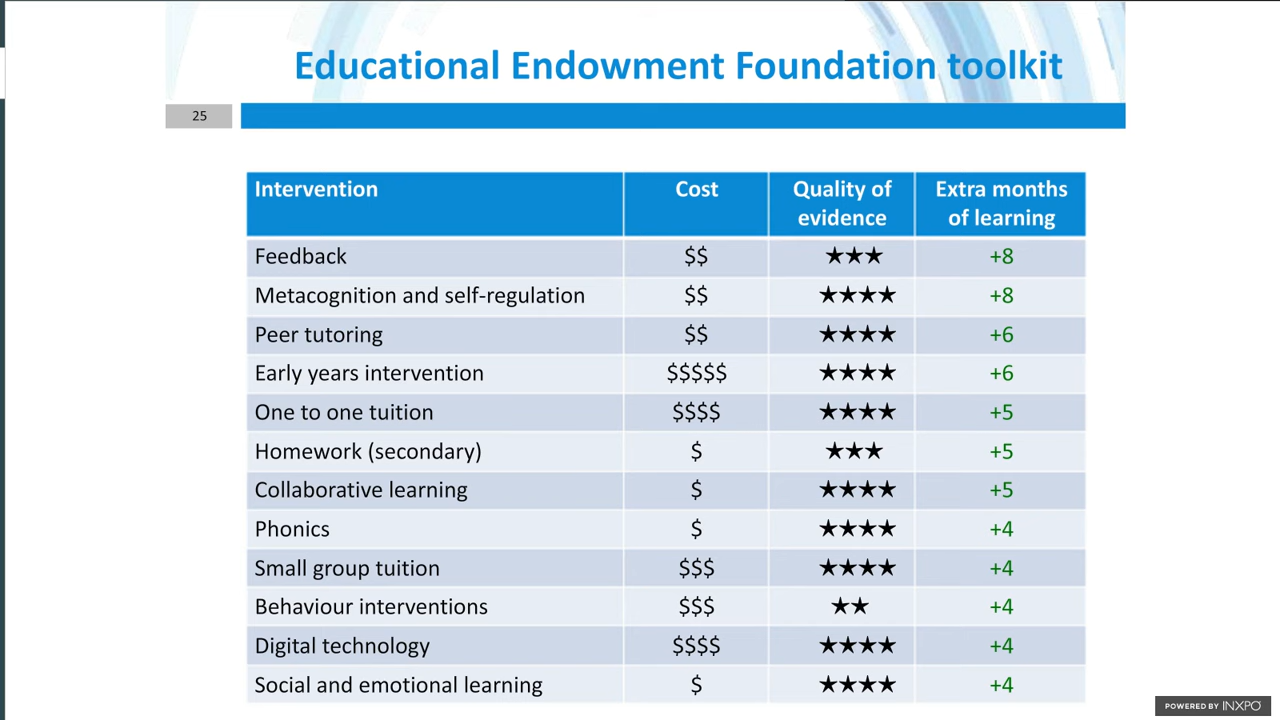 Educational Endowment Foundation toolkit
25
Intervention Cost Quality of evidence Extra months of learning
Feedback $$ ★★★ +8
Metacognition and self-regulation $$ ★★★★ +8
Peer tutoring $$ ★★★★ +6
Early years intervention $$$$$ ★★★★ +6
One to one tuition $$$$ ★★★★ +5
Homework (secondary) $ ★★★ +5
Collaborative learning $ ★★★★ +5
Phonics $ ★★★★ +4
Small group tuition $$$ ★★★★ +4
Behaviour interventions $$$ ★★ +4
Digital technology $$$$ ★★★★ +4
Social and emotional learning $ ★★★★ +4
POWERED BY INXPO